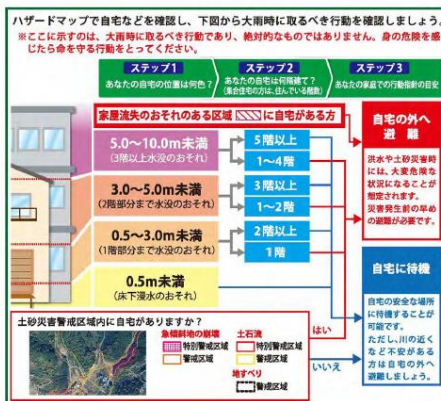 ハザードマップで自宅などを確認し、下図から大雨時に取るべき行動を確認しましょう。
※ここに示すのは、大雨時に取るべき行動であり、絶対的なものではありません。身の危険を感
じたら命を守る行動をとってください。
ステップ1
あなたの自宅の位置は何色?
ステップ2
あなたの自宅は何階建て?
(集合住宅の方は、住んでいる階数)
ステップ3
あなたの家庭での行動指針の目安
家屋流失のおそれのある区域 に自宅がある方
5.0~10.0m未満
(3階以上水没のおそれ)
5階以上
1~4階
3.0~5.0m未満
(2階部分まで水没のおそれ)
3階以上
1~2階
0.5~3.0m未満
(1階部分まで水没のおそれ)
2階以上
1階
0.5m未満
(床下浸水のおそれ)
自宅の外へ
避難
洪水や土砂災害時
には、大変危険な
状況になることが
想定されます。
災害発生前の早め
の避難が必要です。
自宅に待機
自宅の安全な場所
に待機することが
可能です。
ただし、川の近く
など不安がある
方は自宅の外へ
避難しましょう。
土砂災害警戒区域内に自宅がありますか?
急傾斜地の崩壊
特別警戒区域
警戒区域
土石流
特別警戒区域
警戒区域
地すべり
警戒区域
はい
いいえ